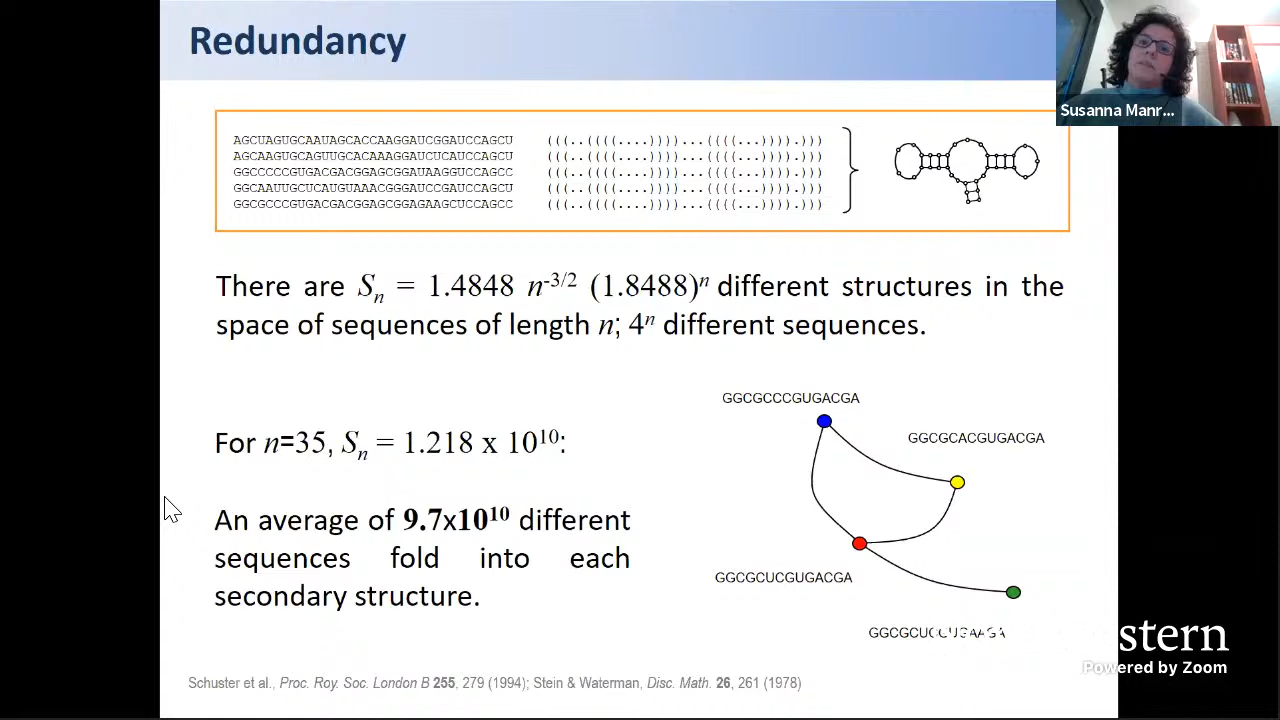 Redundancy
Susanna Manr...
AGCUAGUGCAAUAGCACCAAGGAUCGGAUCCAGCU (((..((((....))))...((((...)))).)))
AGCAAGUGCAGUUGCACAAAGGAUCUCAUCCAGCU (((..((((....))))...((((...)))).)))
GGCCCCCGUGACGACGGAGCGGAUAAGGUCCAGCC (((..((((....))))...((((...)))).)))
GGCAAUUGCUCAUGUAAACGGGAUCCGAUCCAGCU (((..((((....))))...((((...)))).)))
GGCGCCCGUGACGACGGAGCGGAGAAGCUCCAGCC (((..((((....))))...((((...)))).)))
There are Sn = 1.4848 n-3/2 (1.8488)n different structures in the
space of sequences of length n; 4n different sequences.
GGCGCCCGUGACGA
GGCGCACGUGACGA
For n=35, Sn = 1.218 x 1010:
An average of 9.7x1010 different
sequences fold into each
secondary structure.
GGCGCUCGUGACGA
stern
Powered by Zoom
Schuster et al., Proc. Roy. Soc. London B 255, 279 (1994); Stein & Waterman, Disc. Math. 26, 261 (1978)